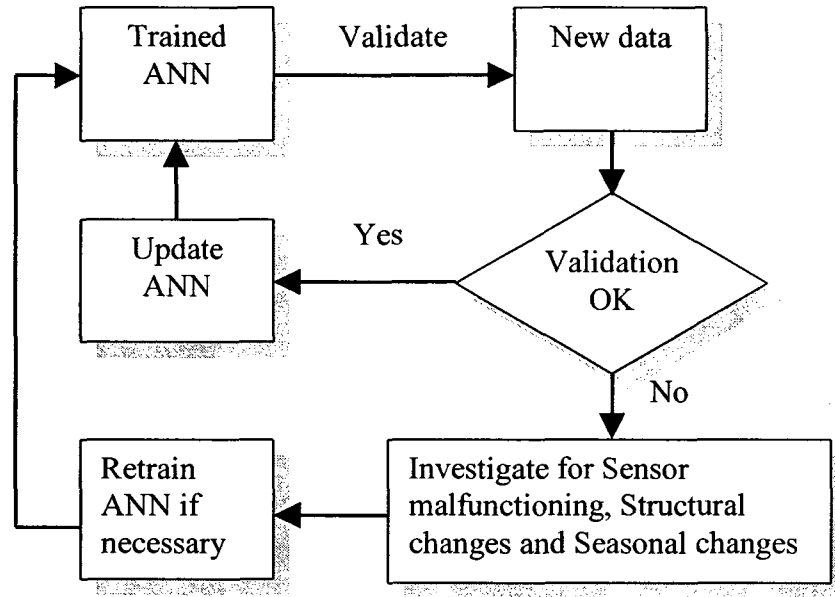 Trained
ANN
Validate
New data
Update
ANN
Yes
Validation
OK
No
Retrain
ANN if
necessary
Investigate for Sensor
malfunctioning, Structural
changes and Seasonal changes